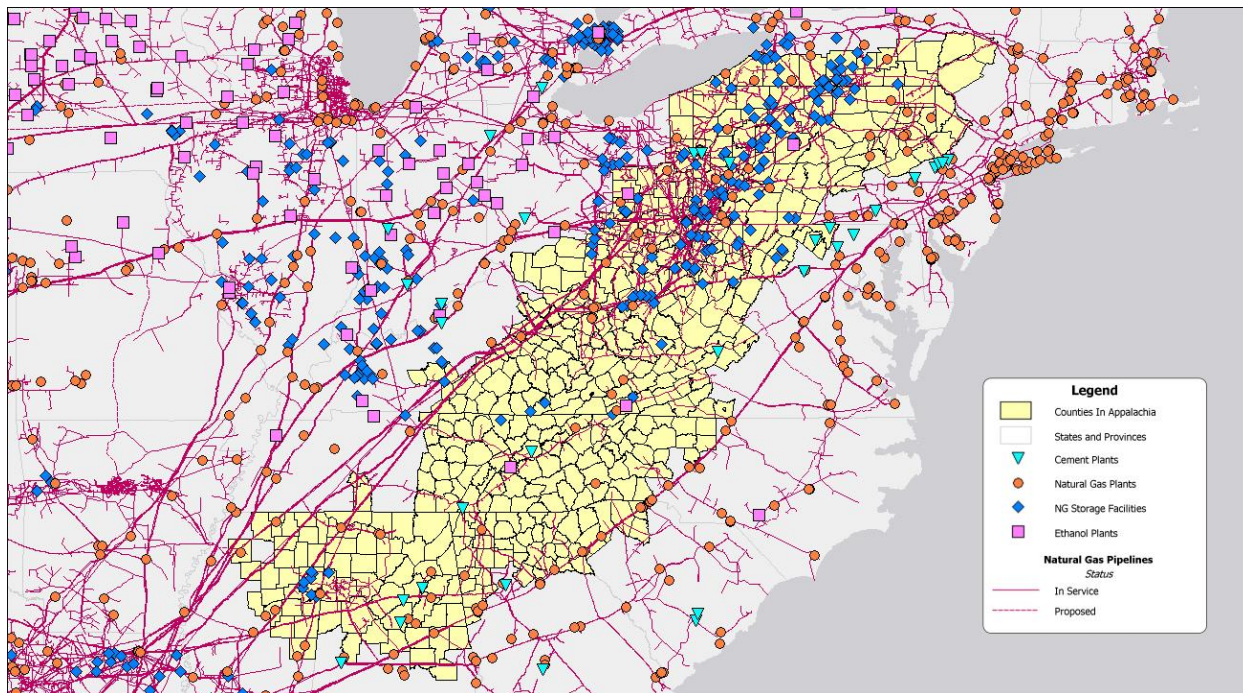 Legend
Counties In Appalachia
States and Provinces
Cement Plants
Natural Gas Plants
NG Storage Facilities
Ethanol Plants
Natural Gas Pipelines
Status
In Service
Proposed